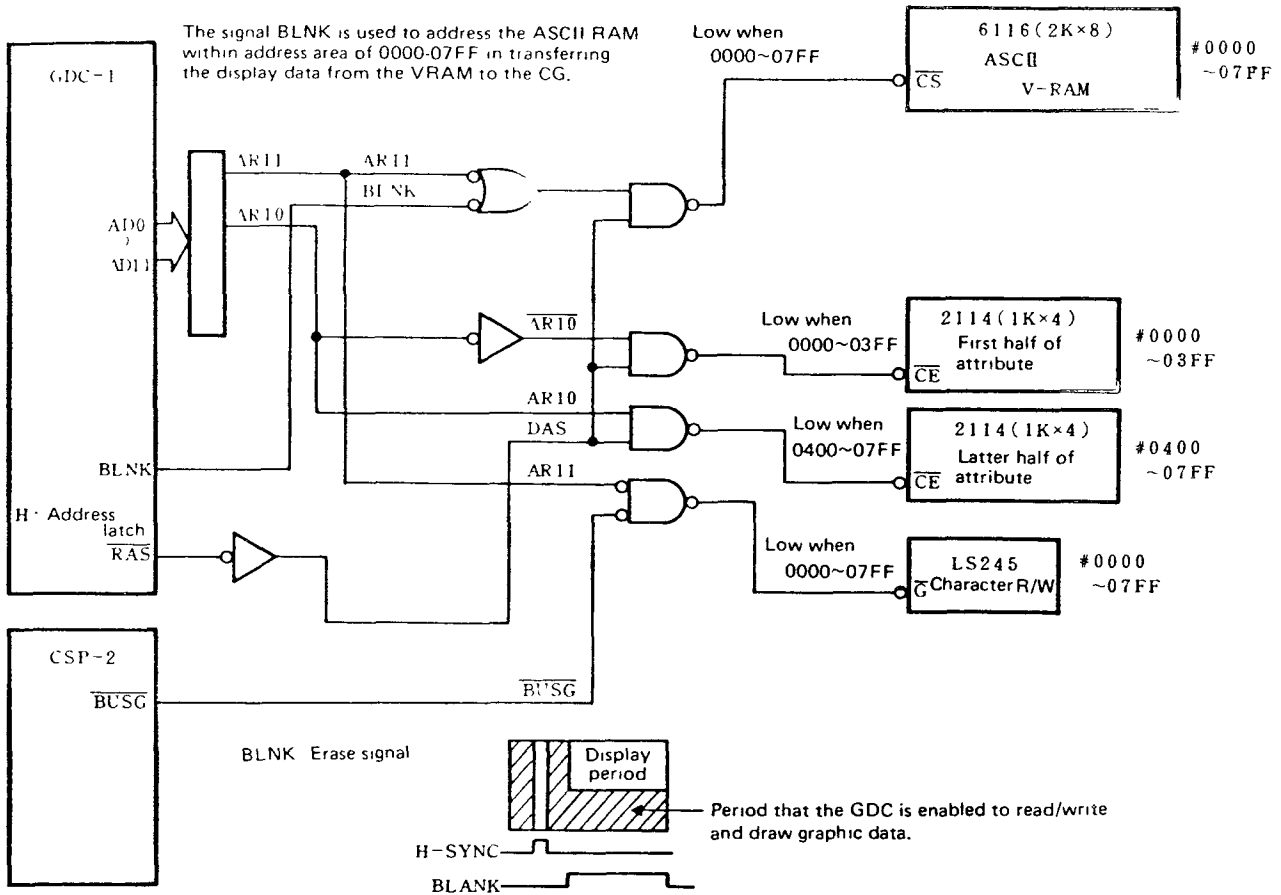 The signal BLNK is used to address the ASCII RAM
within address area of 0000-07FF in transferring
the display data from the VRAM to the CG.
GDC-1
AD0
AD11
BLNK
H · Address
latch
RAS
AR11
AR11
BLNK
AR10
AR10
AR10
DAS
AR11
BUSG
Low when
0000~07FF
6116(2K×8)
ASCII
V-RAM
CS
#0000
~07FF
Low when
0000~03FF
2114(1K×4)
First half of
attribute
CE
#0000
~03FF
Low when
0400~07FF
2114(1K×4)
Latter half of
attribute
CE
#0400
~07FF
Low when
0000~07FF
LS245
G Character R/W
#0000
~07FF
CSP-2
BUSG
BLNK Erase signal
Display
period
Period that the GDC is enabled to read/write
and draw graphic data.
H-SYNC
BLANK